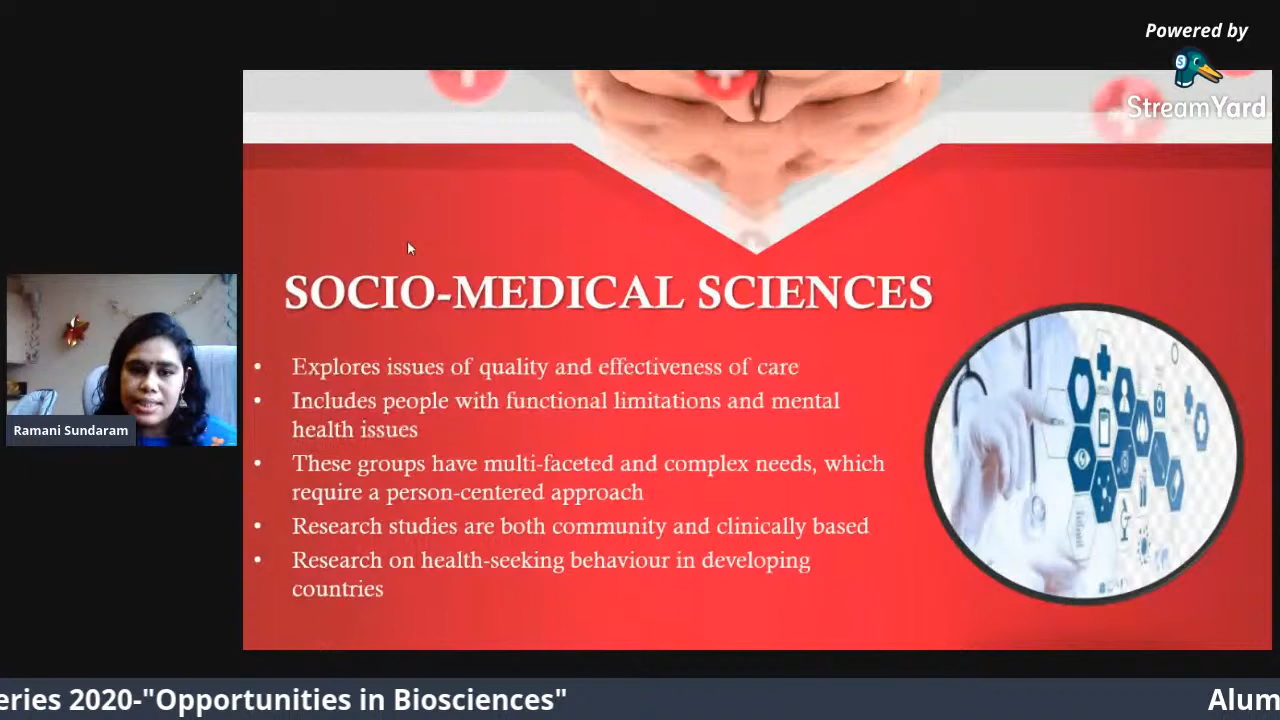 Powered by
StreamYard
SOCIO-MEDICAL SCIENCES
• Explores issues of quality and effectiveness of care
• Includes people with functional limitations and mental
health issues
• These groups have multi-faceted and complex needs, which
require a person-centered approach
• Research studies are both community and clinically based
• Research on health-seeking behaviour in developing
countries
Ramani Sundaram
eries 2020-"Opportunities in Biosciences"
Alum